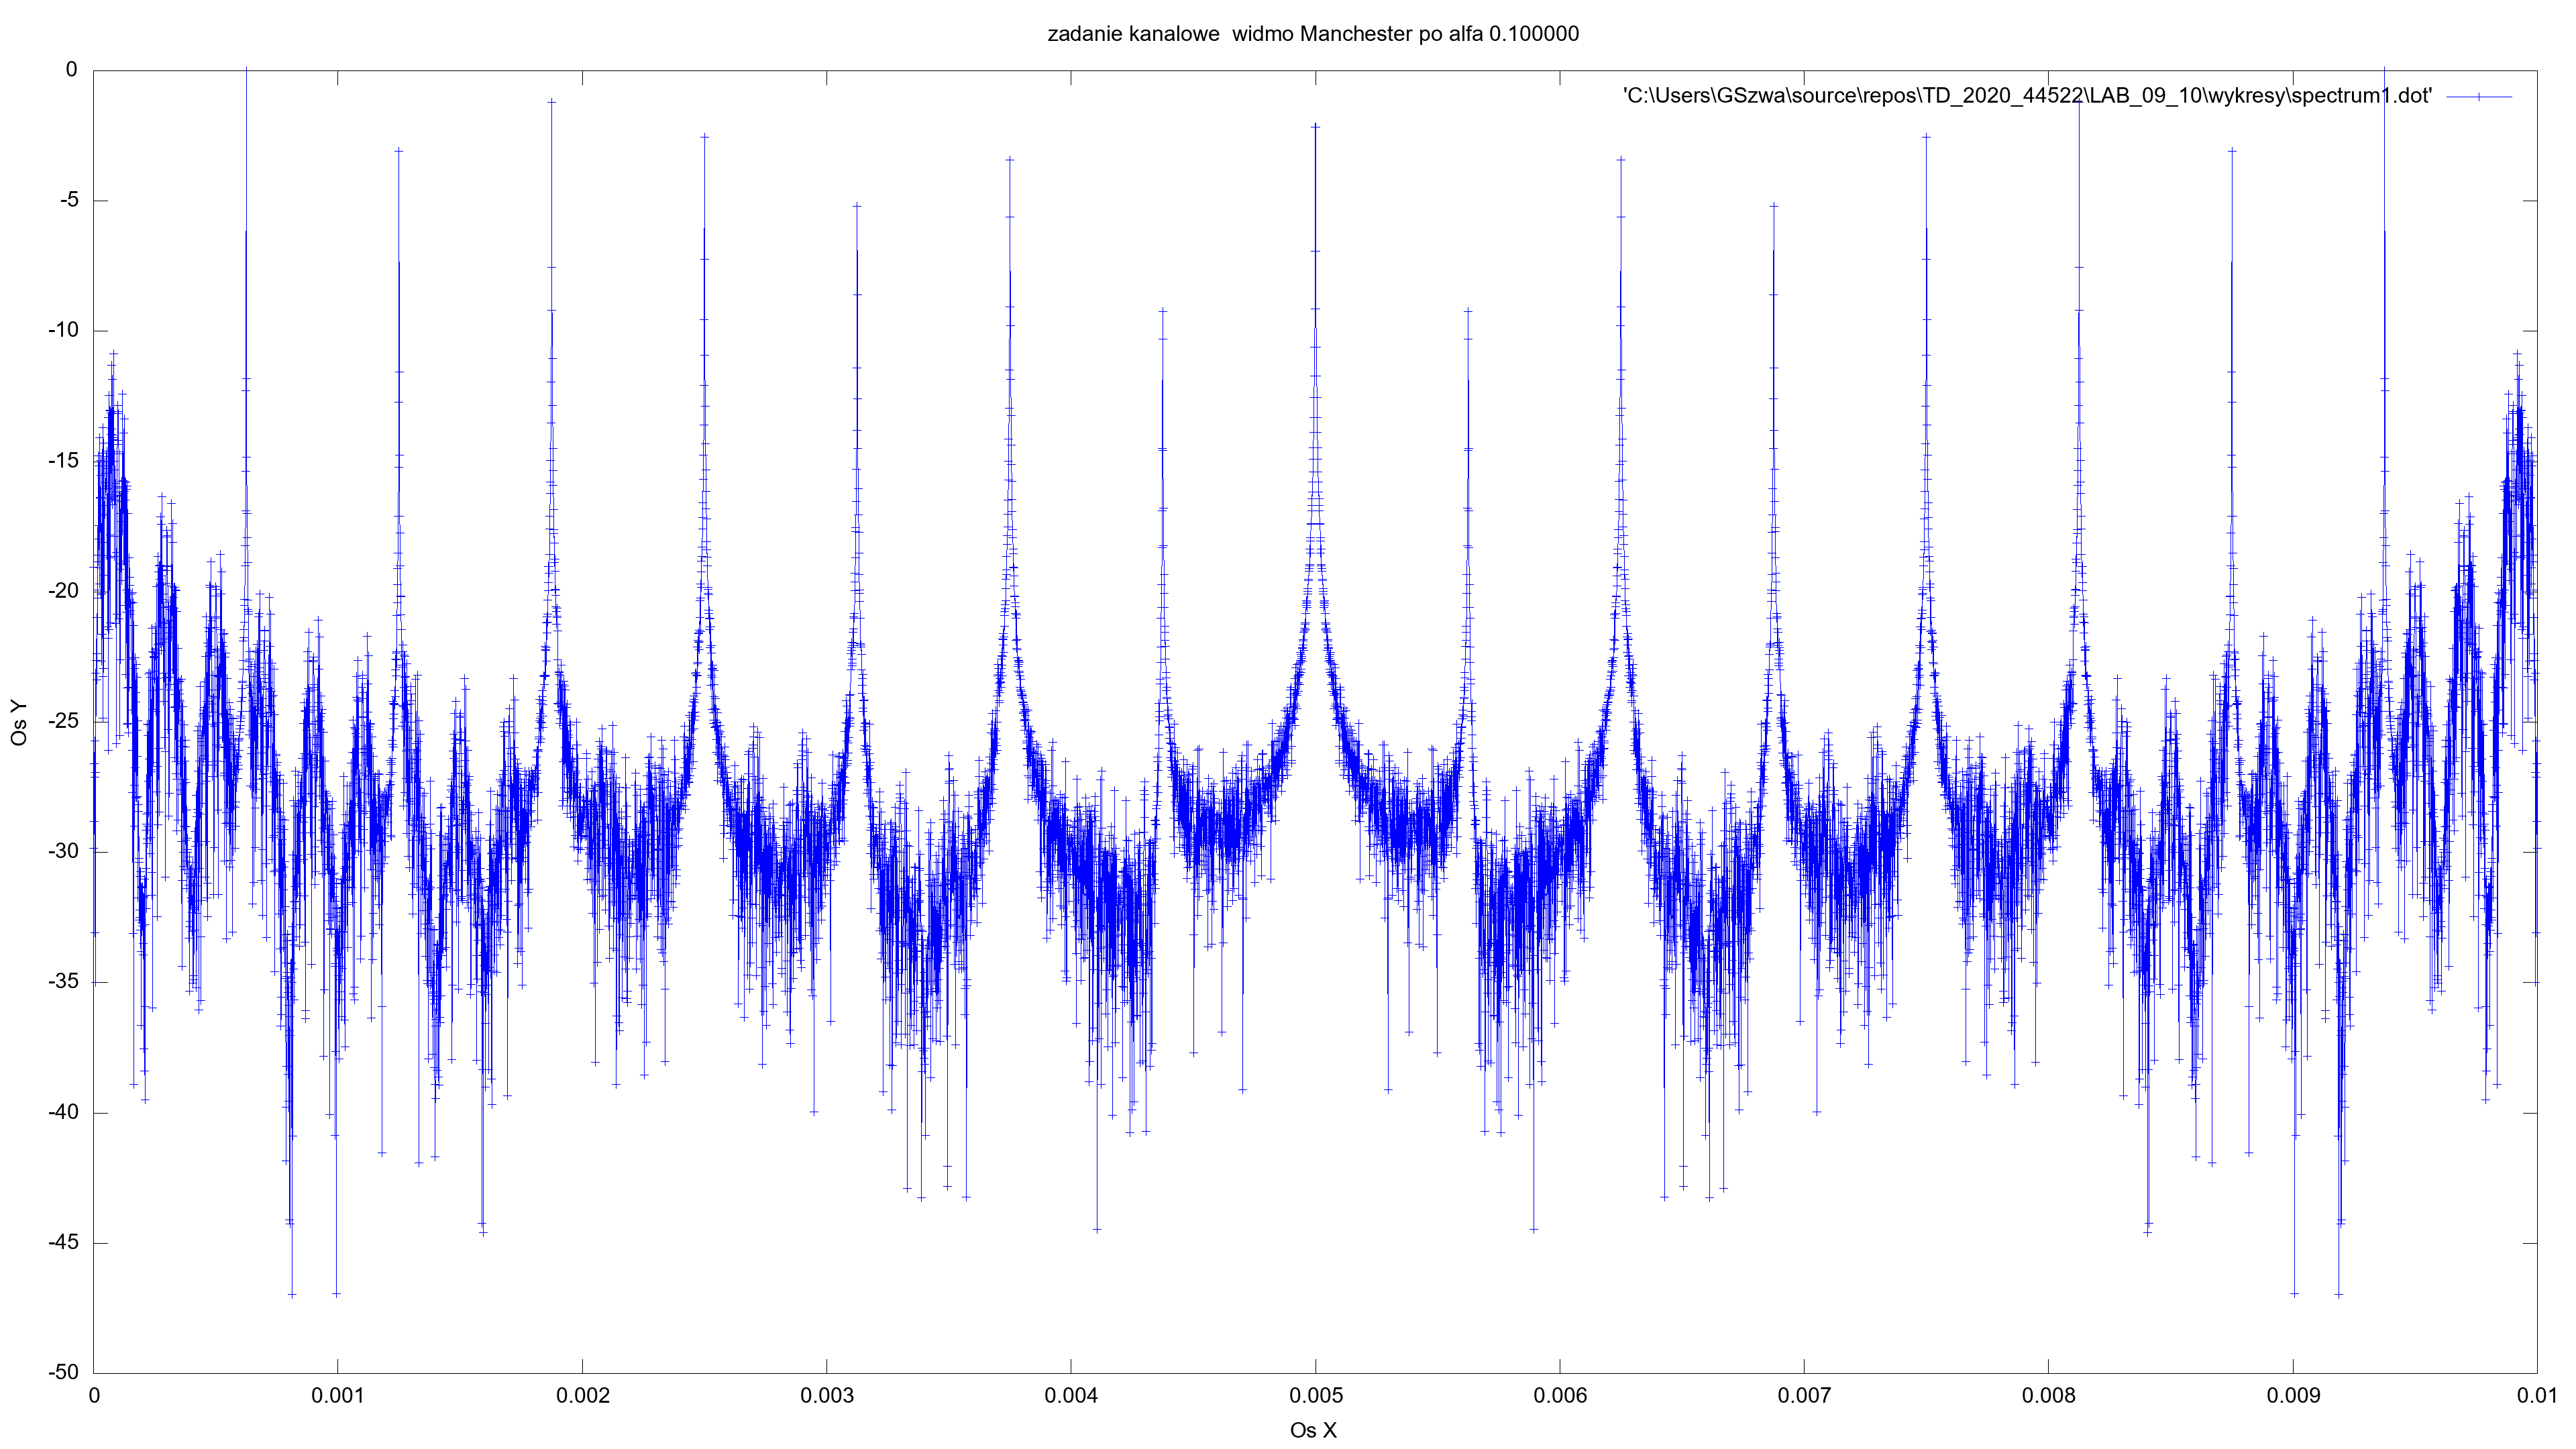 zadanie kanalowe  widmo Manchester po alfa 0.100000
'C:\Users\GSzwa\source\repos\TD_2020_44522\LAB_09_10\wykresy\spectrum1.dot'
0
-5
-10
-15
-20
-25
-30
-35
-40
-45
-50
Os Y
0 0.001 0.002 0.003 0.004 0.005 0.006 0.007 0.008 0.009 0.01
Os X